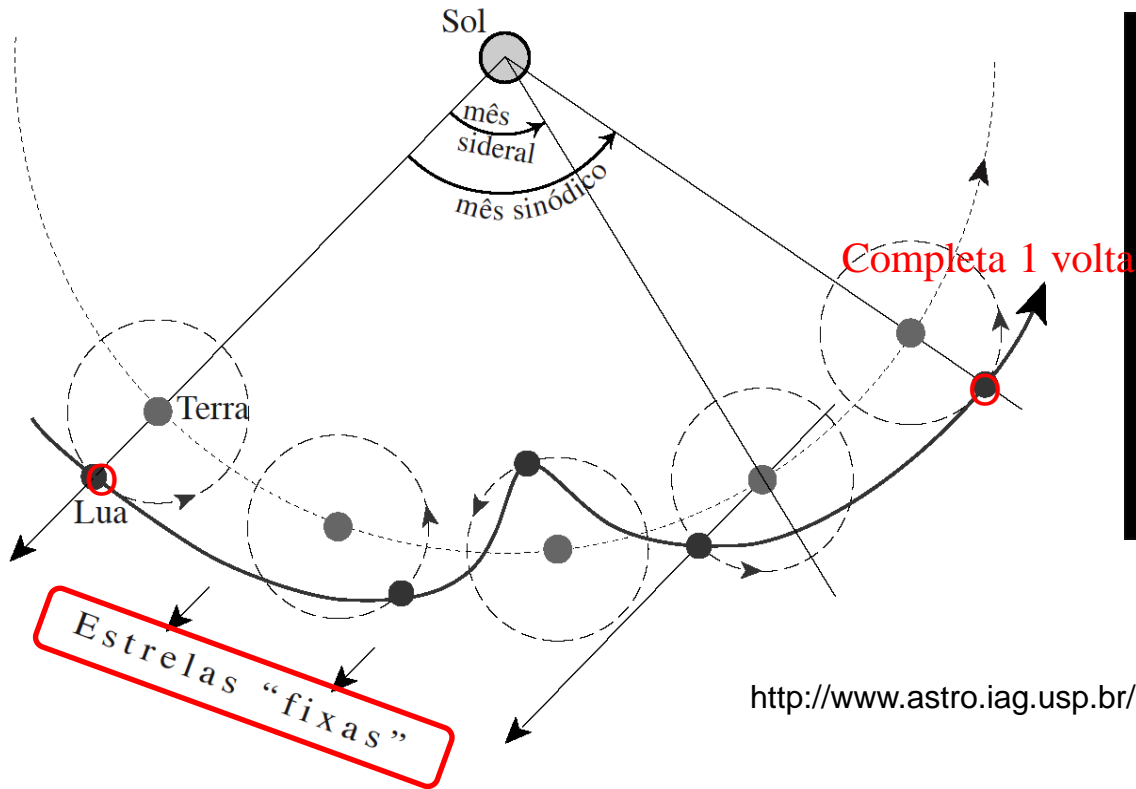 Sol
mês
sideral
mês sinódico
Completa 1 volta
Terra
Lua
Estrelas “fixas”
http://www.astro.iag.usp.br/